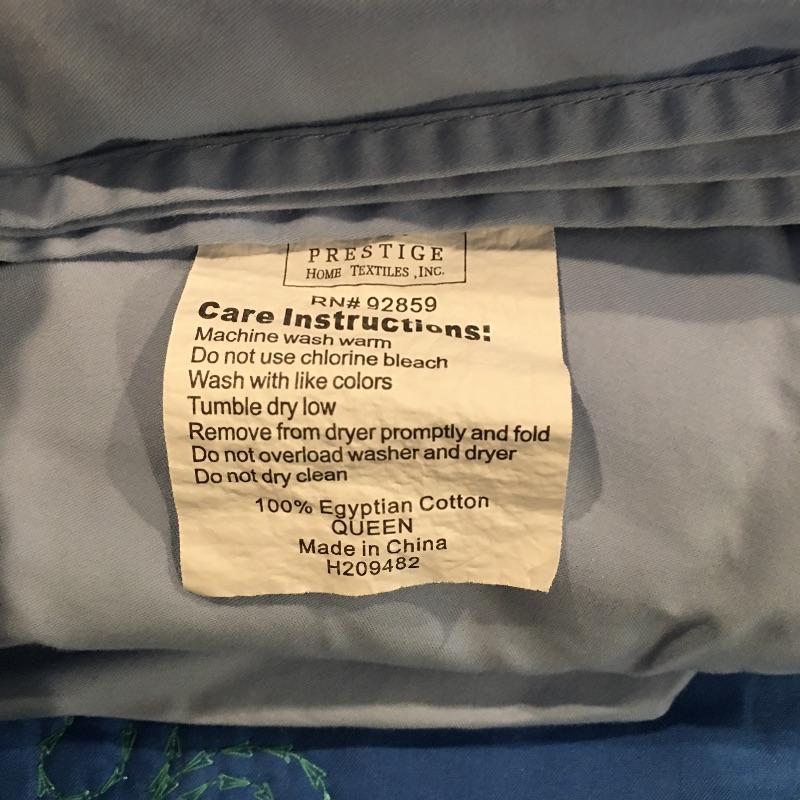 PRESTIGE
HOME TEXTILES, INC.
RN# 92859
Care Instructions:
Machine wash warm
Do not use chlorine bleach
Wash with like colors
Tumble dry low
Remove from dryer promptly and fold
Do not overload washer and dryer
Do not dry clean
100% Egyptian Cotton
QUEEN
Made in China
H209482